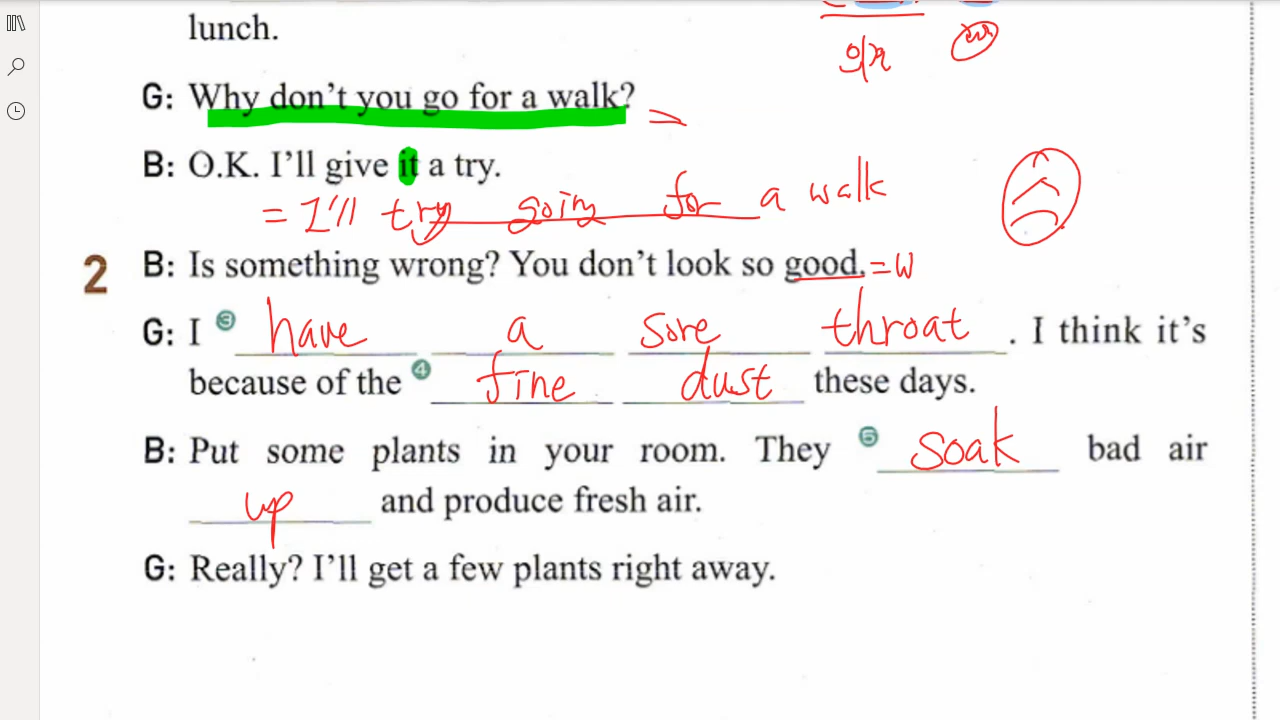 lunch.
의자
G: Why don't you go for a walk?
B: O.K. I'll give it a try.
= I'll try going for a walk
2 B: Is something wrong? You don't look so good. = W
G: I ③ have a sore throat . I think it's
because of the ④ fine dust these days.
B: Put some plants in your room. They ⑤ soak bad air
up and produce fresh air.
G: Really? I'll get a few plants right away.